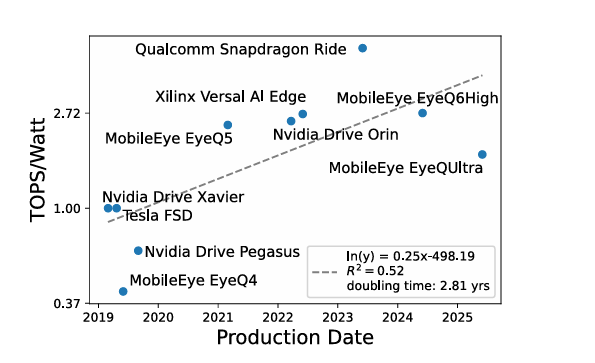 Qualcomm Snapdragon Ride
Xilinx Versal AI Edge
MobileEye EyeQ6High
2.72
MobileEye EyeQ5
Nvidia Drive Orin
MobileEye EyeQUltra
TOPS/Watt
Nvidia Drive Xavier
1.00
Tesla FSD
Nvidia Drive Pegasus
ln(y) = 0.25x-498.19
R² = 0.52
doubling time: 2.81 yrs
MobileEye EyeQ4
0.37
2019 2020 2021 2022 2023 2024 2025
Production Date